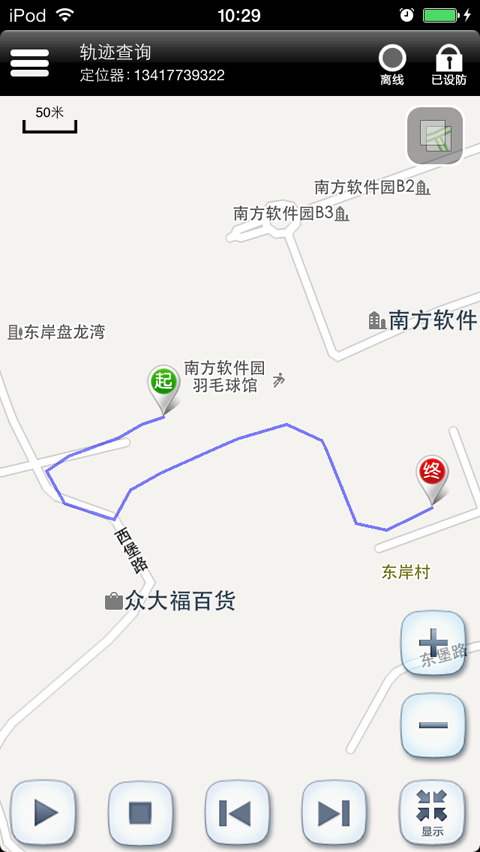 iPod 10:29
轨迹查询
定位器：13417739322
离线
已设防
50米
南方软件园B2
南方软件园B3
南方软件
东岸盘龙湾
南方软件园
羽毛球馆
起
终
西堡路
东岸村
众大福百货
东堡路
显示